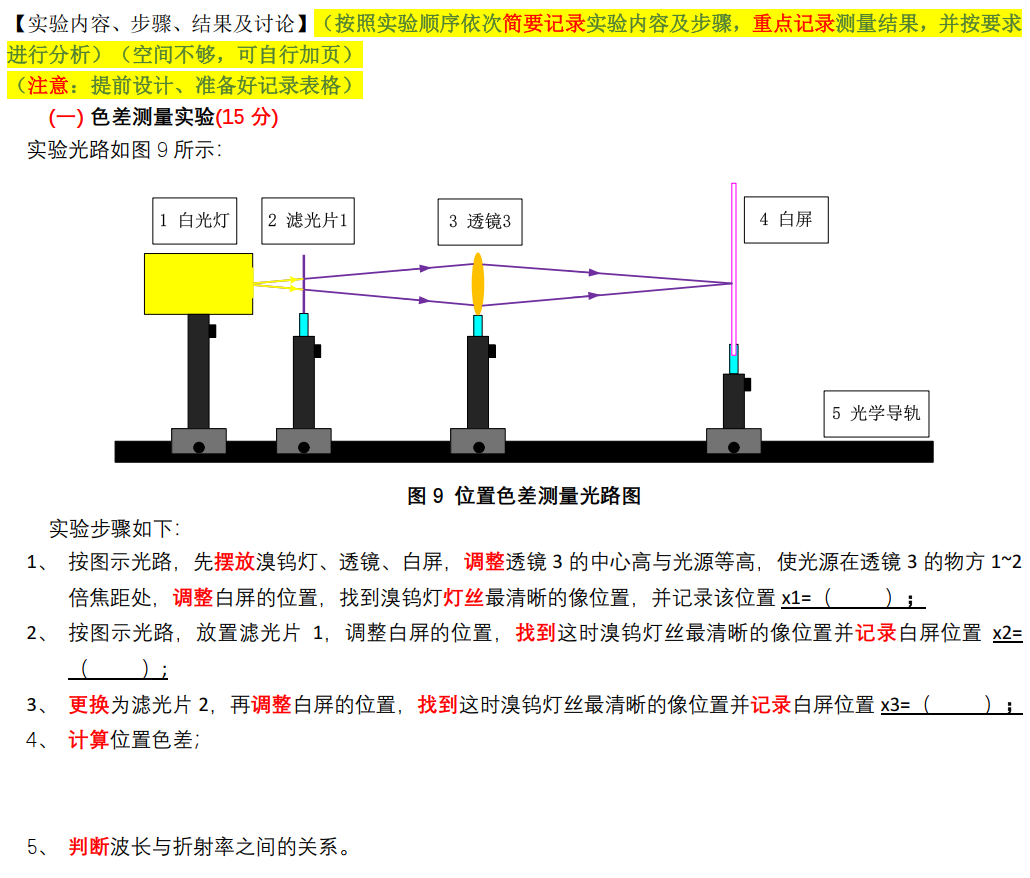 【实验内容、步骤、结果及讨论】（按照实验顺序依次简要记录实验内容及步骤，重点记录测量结果，并按要求
进行分析）（空间不够，可自行加页）
（注意：提前设计、准备好记录表格）
(一) 色差测量实验(15 分)
实验光路如图 9 所示：
1 白光灯
2 滤光片1
3 透镜3
4 白屏
5 光学导轨
图 9 位置色差测量光路图
实验步骤如下：
1、 按图示光路，先摆放溴钨灯、透镜、白屏，调整透镜 3 的中心高与光源等高，使光源在透镜 3 的物方 1~2
倍焦距处，调整白屏的位置，找到溴钨灯灯丝最清晰的像位置，并记录该位置 x1=（ ）；
2、 按图示光路，放置滤光片 1，调整白屏的位置，找到这时溴钨灯丝最清晰的像位置并记录白屏位置 x2=
（ ）;
3、 更换为滤光片 2，再调整白屏的位置，找到这时溴钨灯丝最清晰的像位置并记录白屏位置 x3=（ ）；
4、 计算位置色差;
5、 判断波长与折射率之间的关系。